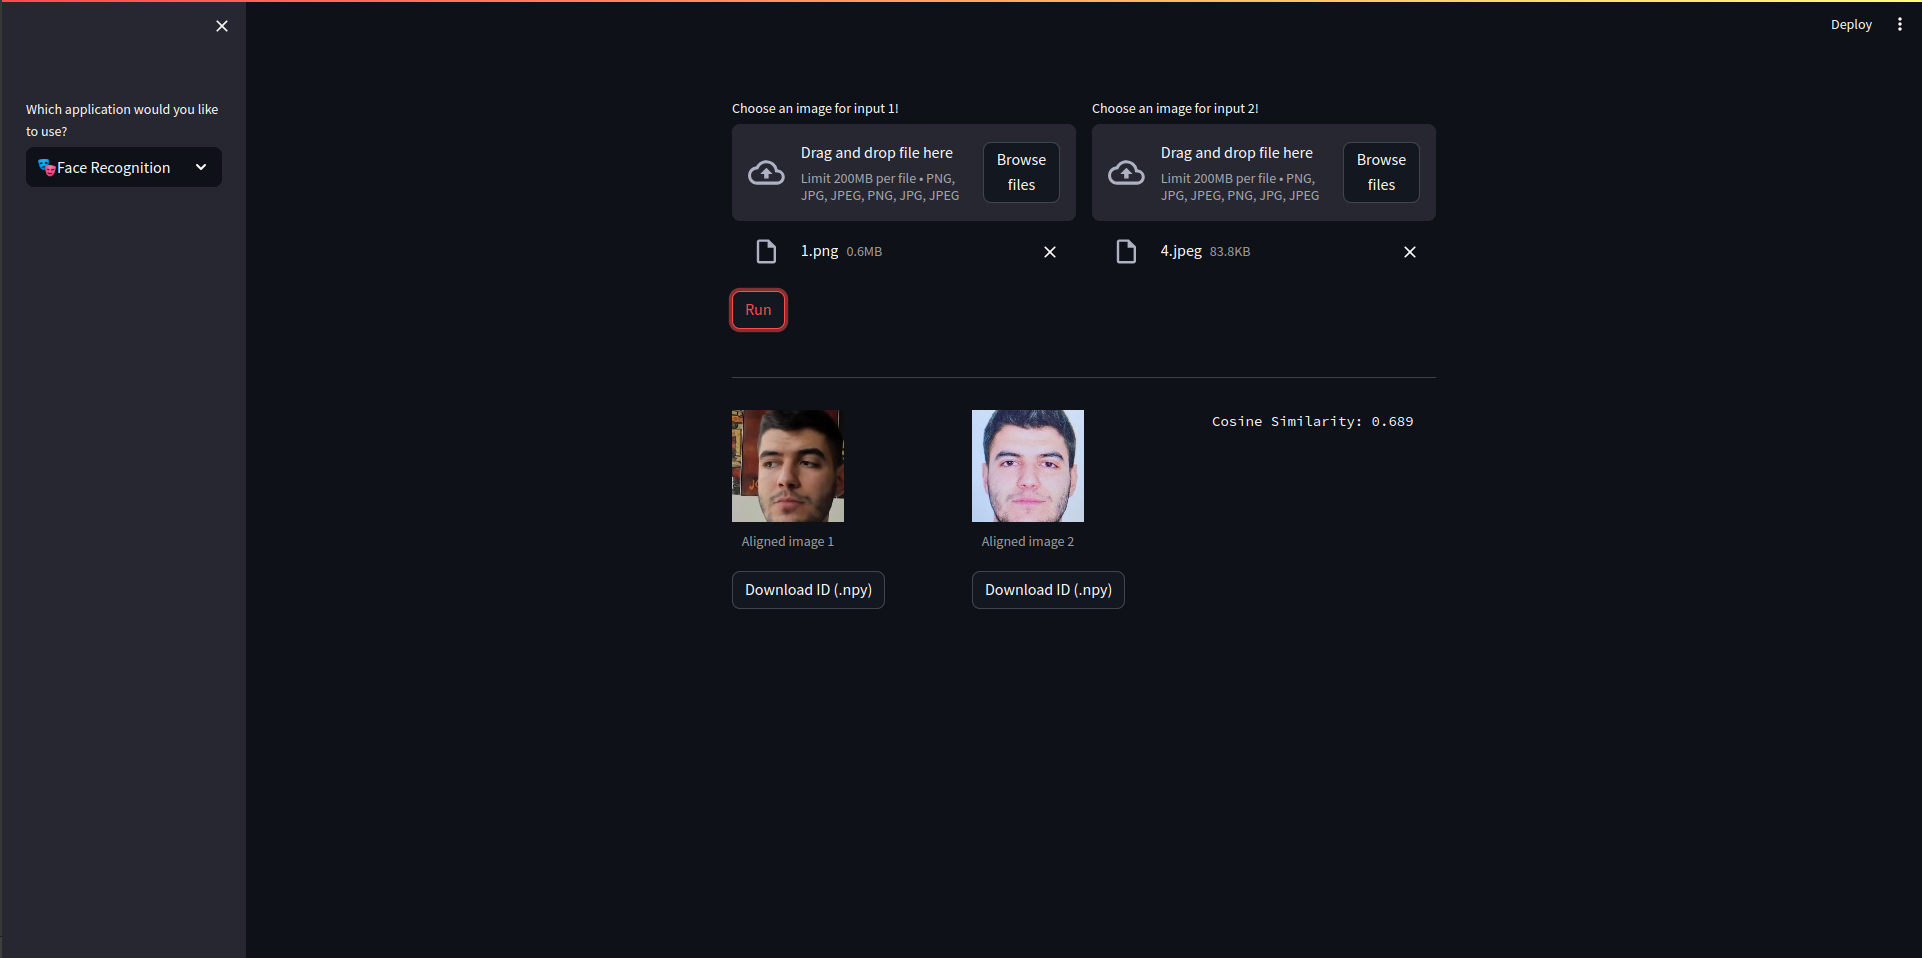 Deploy
Which application would you like
to use?
🎭Face Recognition
Choose an image for input 1!
Drag and drop file here
Limit 200MB per file • PNG,
JPG, JPEG, PNG, JPG, JPEG
Browse
files
1.png 0.6MB
Choose an image for input 2!
Drag and drop file here
Limit 200MB per file • PNG,
JPG, JPEG, PNG, JPG, JPEG
Browse
files
4.jpeg 83.8KB
Run
Aligned image 1
Download ID (.npy)
Aligned image 2
Download ID (.npy)
Cosine Similarity: 0.689